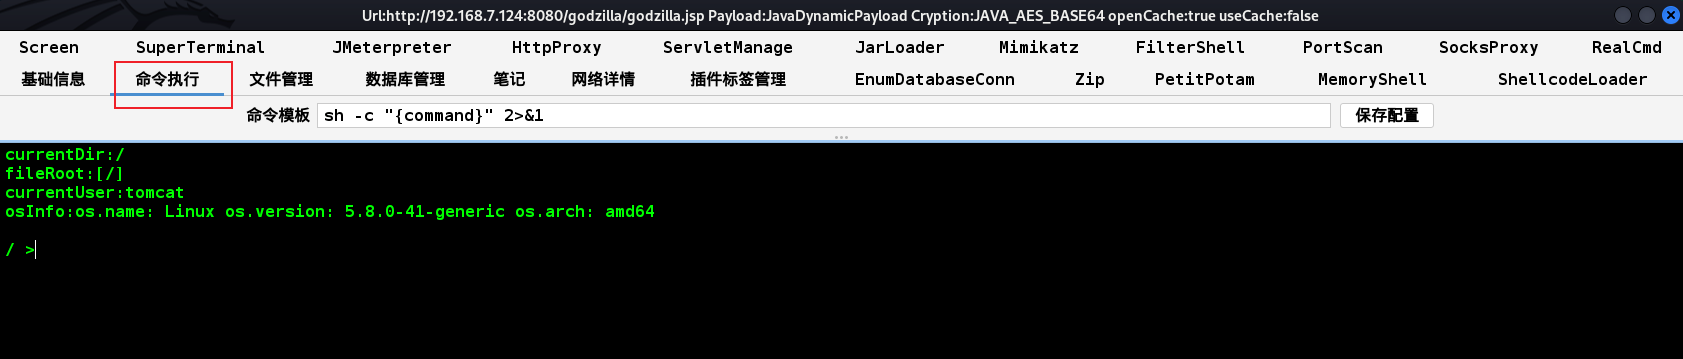 Url:http://192.168.7.124:8080/godzilla/godzilla.jsp Payload:JavaDynamicPayload Cryption:JAVA_AES_BASE64 openCache:true useCache:false
Screen SuperTerminal JMeterpreter HttpProxy ServletManage JarLoader Mimikatz FilterShell PortScan SocksProxy RealCmd
基础信息 命令执行 文件管理 数据库管理 笔记 网络详情 插件标签管理 EnumDatabaseConn Zip PetitPotam MemoryShell ShellcodeLoader
命令模板 sh -c "{command}" 2>&1 保存配置
currentDir:/
fileRoot:[/]
currentUser:tomcat
osInfo:os.name: Linux os.version: 5.8.0-41-generic os.arch: amd64
/ >